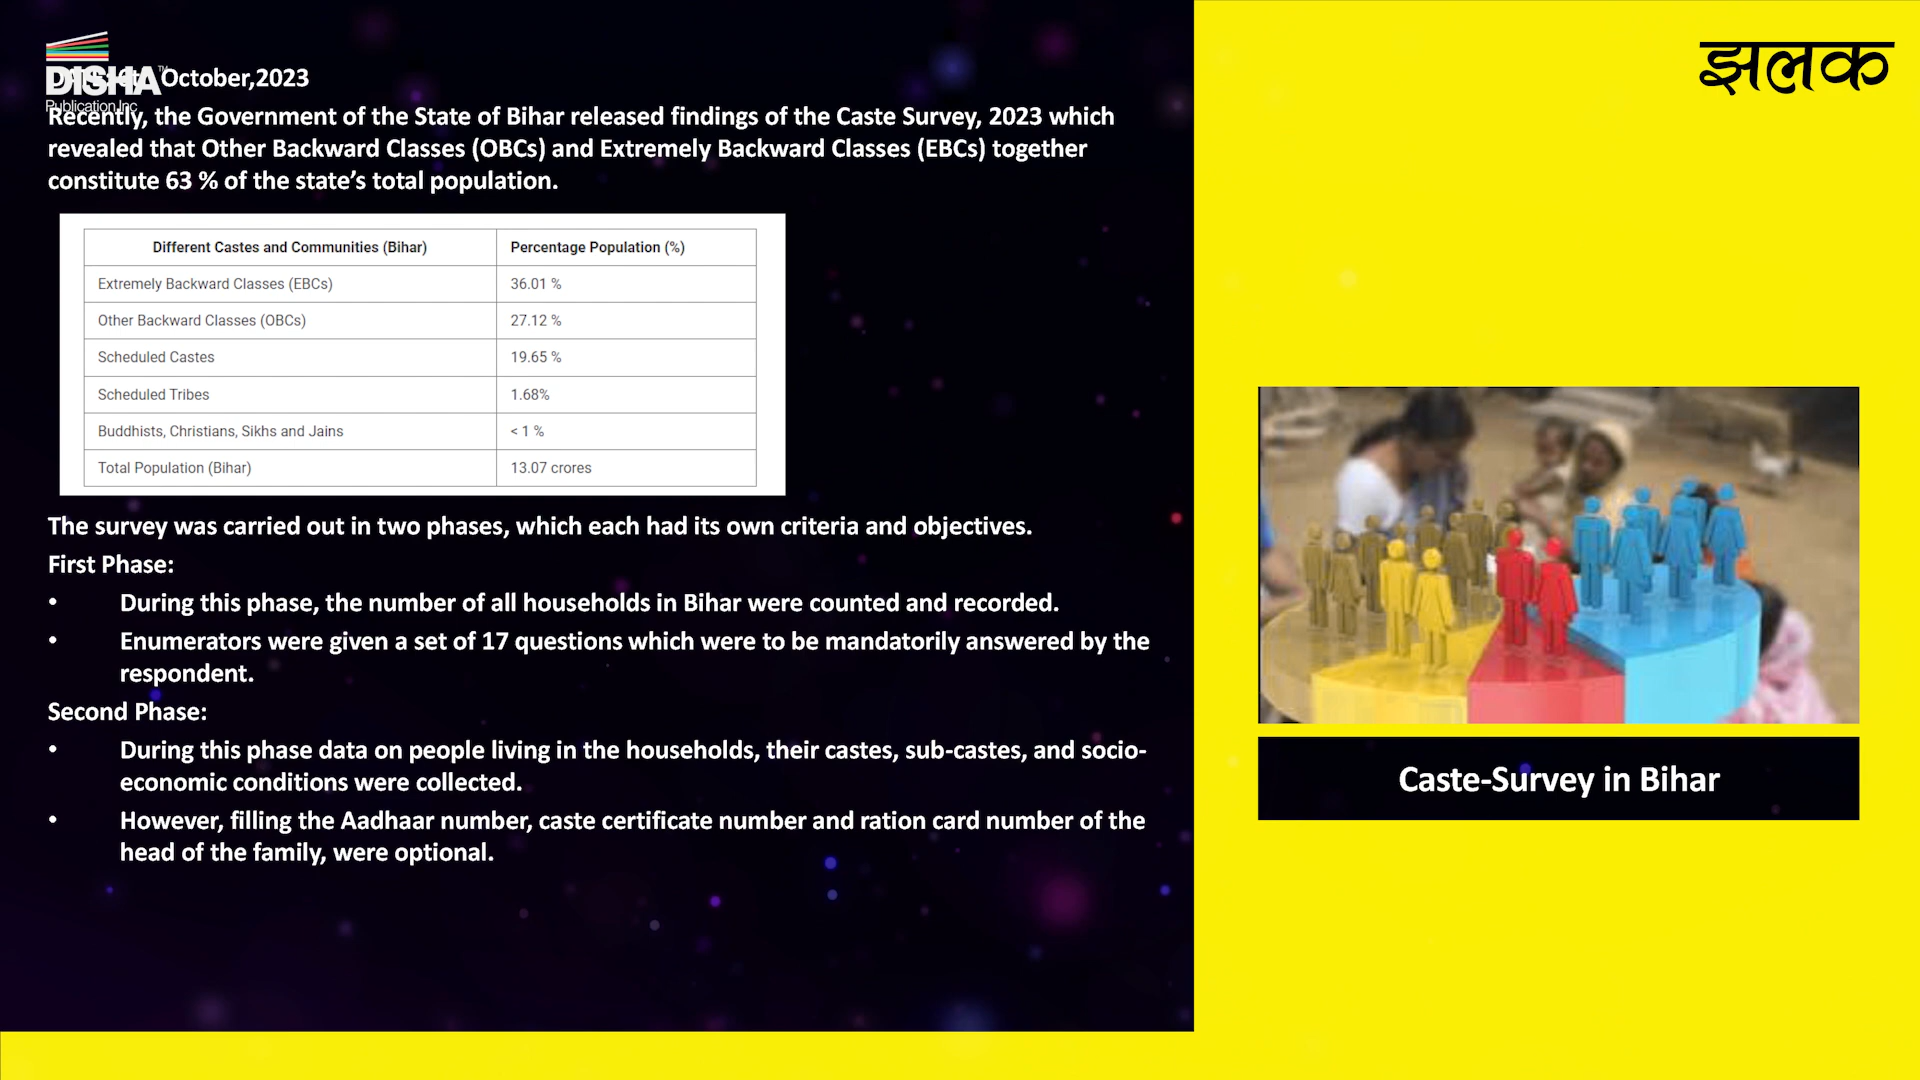 DISHA™
Publication Inc
October,2023
झलक
Recently, the Government of the State of Bihar released findings of the Caste Survey, 2023 which
revealed that Other Backward Classes (OBCs) and Extremely Backward Classes (EBCs) together
constitute 63 % of the state’s total population.
Different Castes and Communities (Bihar) Percentage Population (%)
Extremely Backward Classes (EBCs) 36.01 %
Other Backward Classes (OBCs) 27.12 %
Scheduled Castes 19.65 %
Scheduled Tribes 1.68%
Buddhists, Christians, Sikhs and Jains < 1 %
Total Population (Bihar) 13.07 crores
The survey was carried out in two phases, which each had its own criteria and objectives.
First Phase:
• During this phase, the number of all households in Bihar were counted and recorded.
• Enumerators were given a set of 17 questions which were to be mandatorily answered by the
respondent.
Second Phase:
• During this phase data on people living in the households, their castes, sub-castes, and socio-
economic conditions were collected.
• However, filling the Aadhaar number, caste certificate number and ration card number of the
head of the family, were optional.
Caste-Survey in Bihar